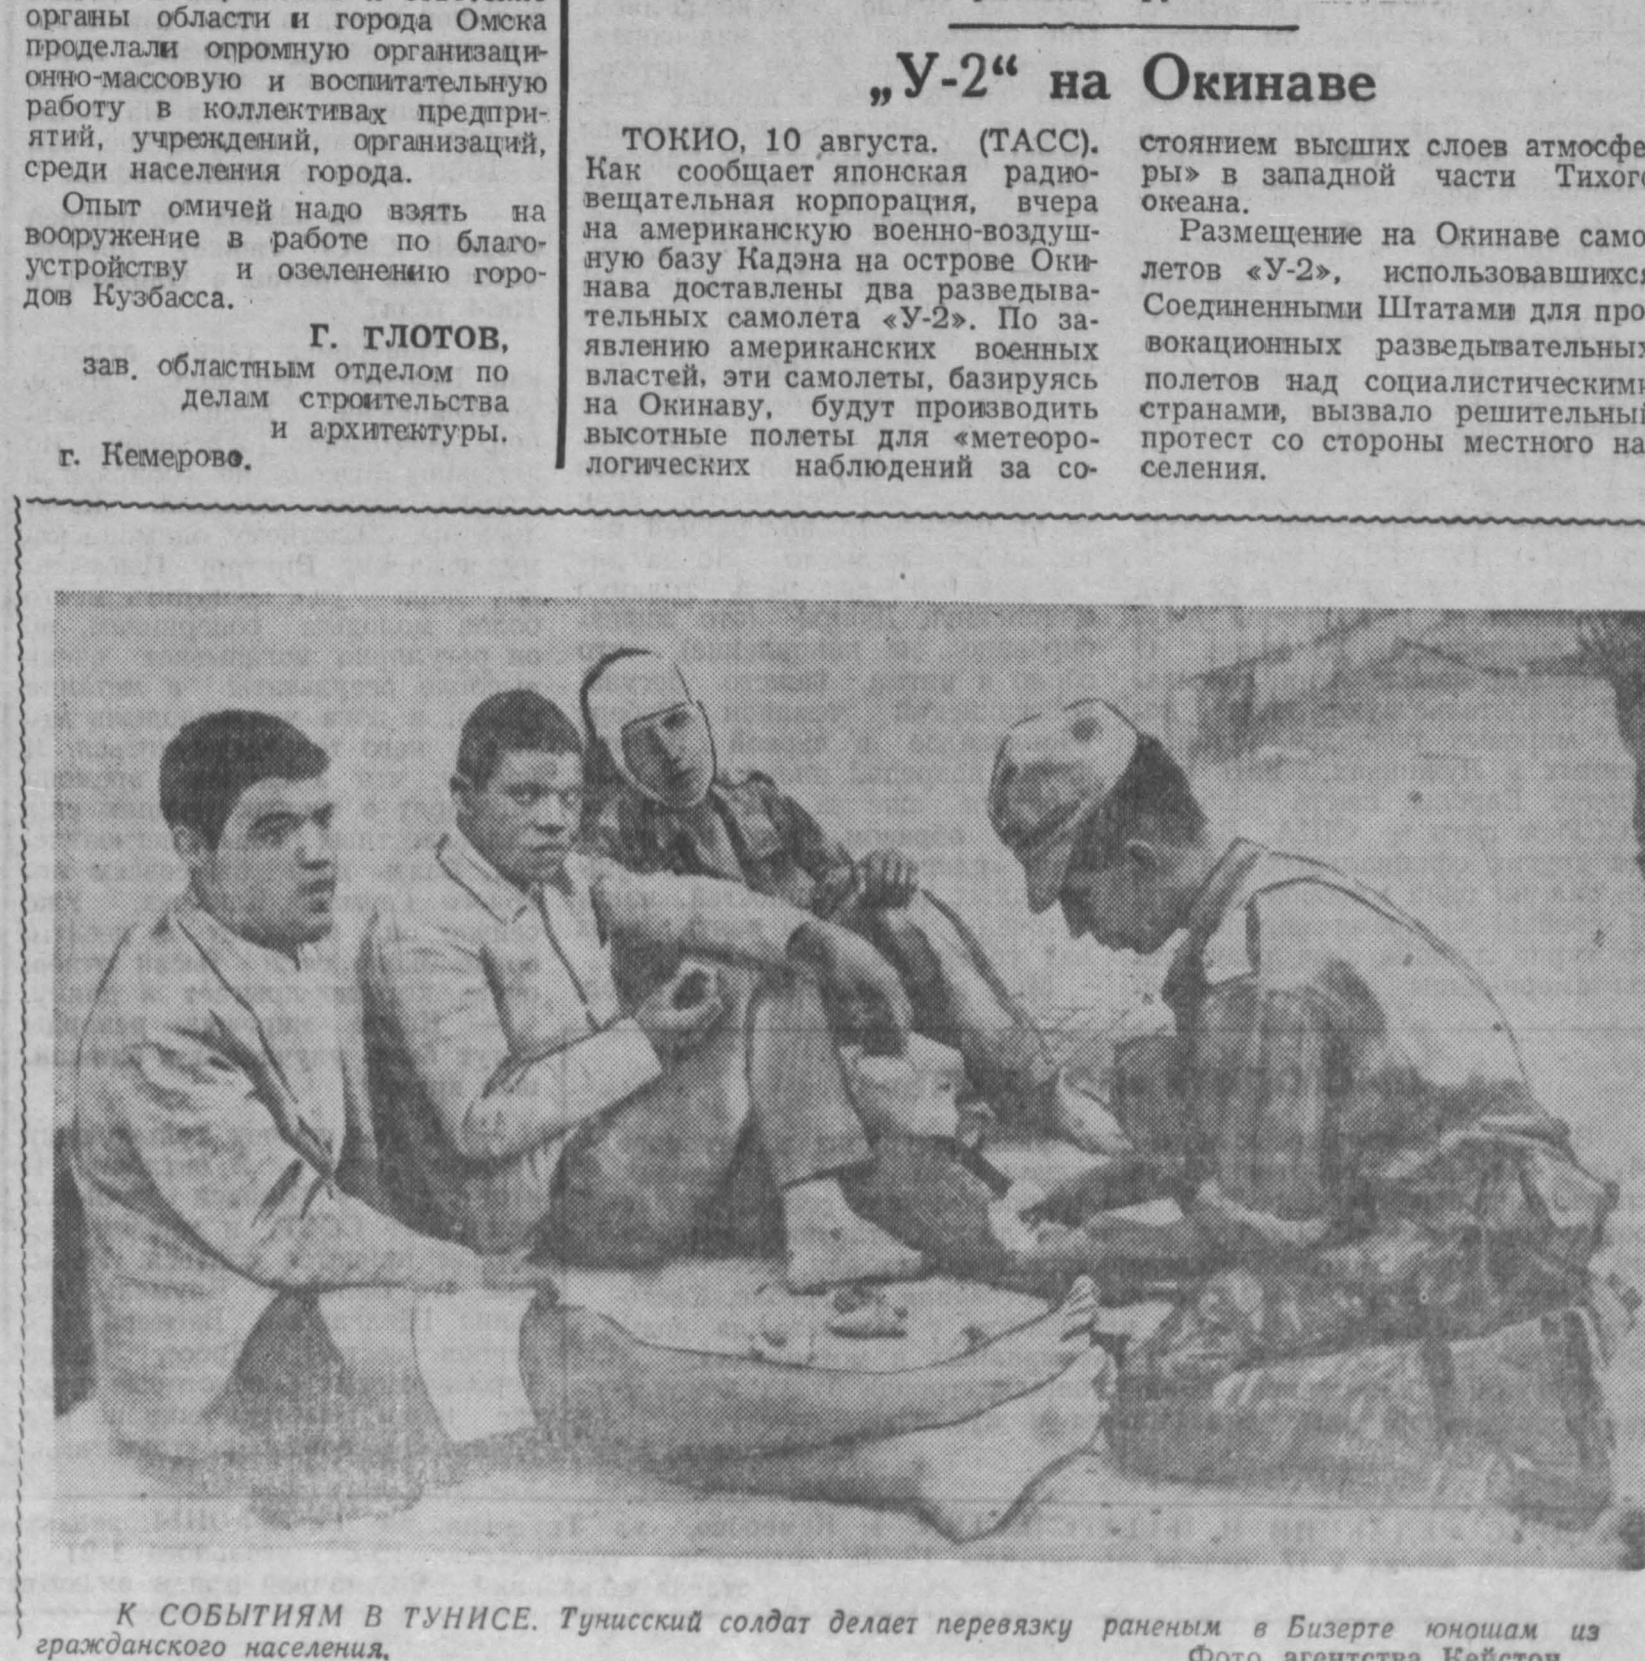 органы области и города Омска
проделали огромную организаци-
онно-массовую и воспитательную
работу в коллективах предпри-
ятий, учреждений, организаций,
среди населения города.
Опыт омичей надо взять на
вооружение в работе по благо-
устройству и озеленению горо-
дов Кузбасса.
Г. ГЛОТОВ,
зав. областным отделом по
делам строительства
и архитектуры.
г. Кемерово.
„У-2“ на Окинаве
ТОКИО, 10 августа. (ТАСС).
Как сообщает японская радио-
вещательная корпорация, вчера
на американскую военно-воздуш-
ную базу Кадэна на острове Оки-
нава доставлены два разведыва-
тельных самолета «У-2». По за-
явлению американских военных
властей, эти самолеты, базируясь
на Окинаву, будут производить
высотные полеты для «метеоро-
логических наблюдений за со-
стоянием высших слоев атмосфе
ры» в западной части Тихого
океана.
Размещение на Окинаве само
летов «У-2», использовавшихся
Соединенными Штатами для про
вокационных разведывательных
полетов над социалистическими
странами, вызвало решительный
протест со стороны местного на
селения.
К СОБЫТИЯМ В ТУНИСЕ. Тунисский солдат делает перевязку раненым в Бизерте юношам из
гражданского населения.
Фото агентства Кейстон.